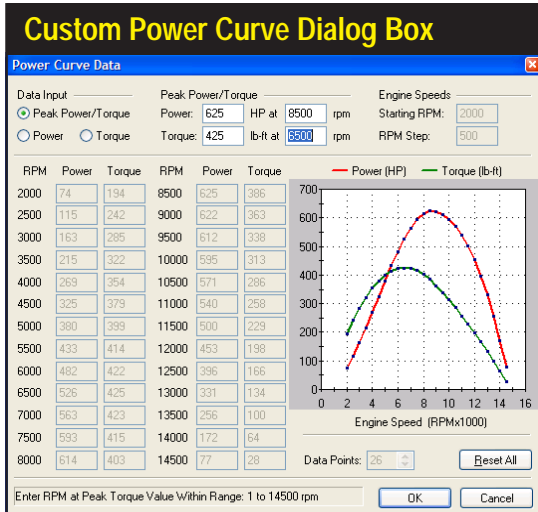 Custom Power Curve Dialog Box
Power Curve Data
Data Input Peak Power/Torque Engine Speeds
Peak Power/Torque Power: 625 HP at 8500 rpm Starting RPM: 2000
Power Torque Torque: 425 lb-ft at 6500 rpm RPM Step: 500
RPM Power Torque RPM Power Torque
2000 74 194 8500 625 386
2500 115 242 9000 622 363
3000 163 285 9500 612 338
3500 215 322 10000 595 313
4000 269 354 10500 571 286
4500 325 379 11000 540 258
5000 380 399 11500 500 229
5500 433 414 12000 453 198
6000 482 422 12500 396 166
6500 526 425 13000 331 134
7000 563 423 13500 256 100
7500 593 415 14000 172 64
8000 614 403 14500 77 28
Power (HP) Torque (lb-ft)
700
600
500
400
300
200
100
0
0 2 4 6 8 10 12 14 16
Engine Speed (RPMx1000)
Data Points: 26 Reset All
Enter RPM at Peak Torque Value Within Range: 1 to 14500 rpm OK Cancel